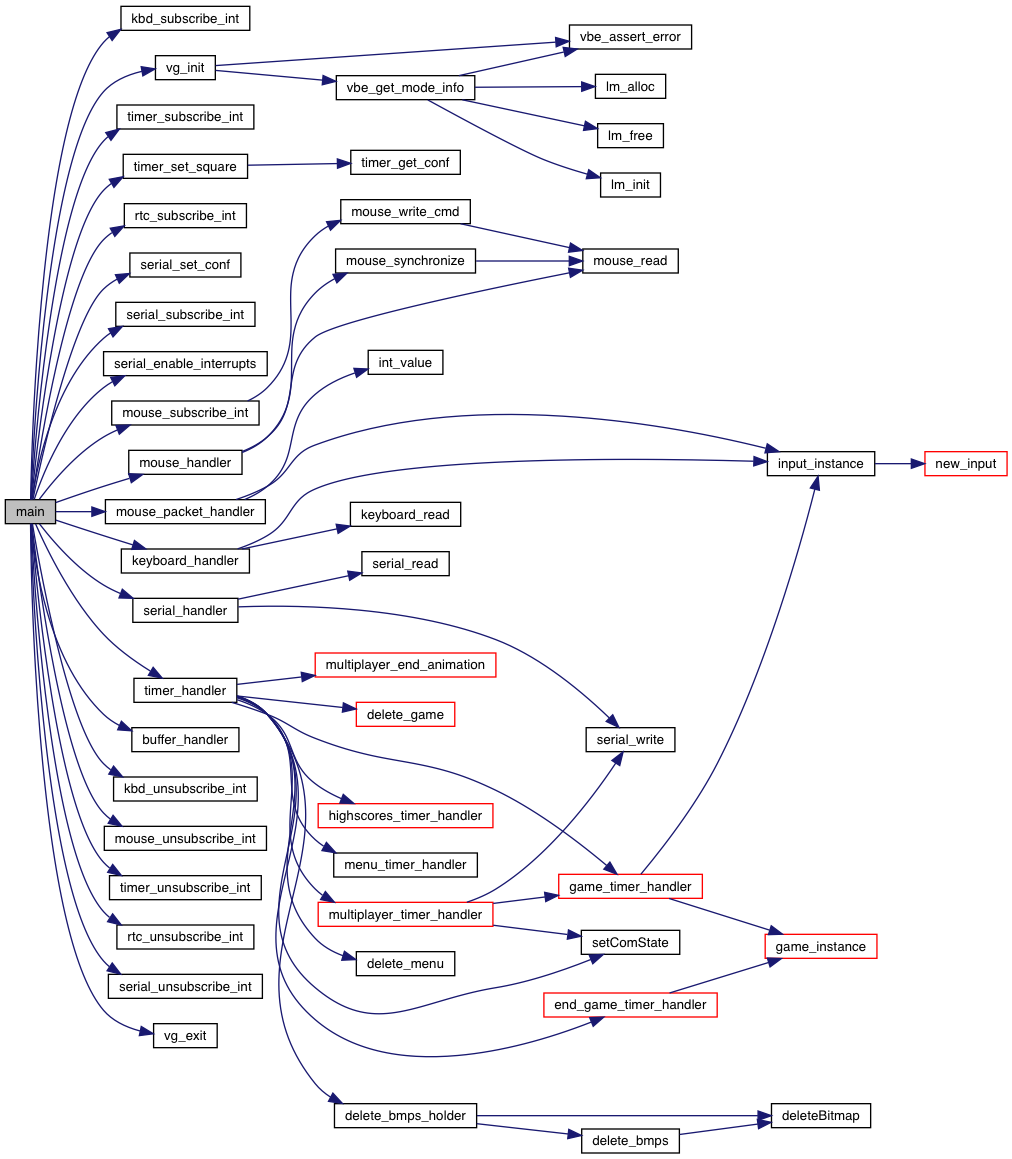 kbd_subscribe_int
vbe_assert_error
vg_init
vbe_get_mode_info
lm_alloc
timer_subscribe_int
lm_free
timer_set_square
timer_get_conf
lm_init
rtc_subscribe_int
mouse_write_cmd
serial_set_conf
mouse_synchronize
mouse_read
serial_subscribe_int
serial_enable_interrupts
int_value
mouse_subscribe_int
mouse_handler
input_instance
new_input
main
mouse_packet_handler
keyboard_read
keyboard_handler
serial_read
serial_handler
multiplayer_end_animation
timer_handler
delete_game
buffer_handler
serial_write
kbd_unsubscribe_int
highscores_timer_handler
mouse_unsubscribe_int
menu_timer_handler
timer_unsubscribe_int
game_timer_handler
multiplayer_timer_handler
rtc_unsubscribe_int
setComState
game_instance
delete_menu
serial_unsubscribe_int
end_game_timer_handler
vg_exit
delete_bmps_holder
deleteBitmap
delete_bmps